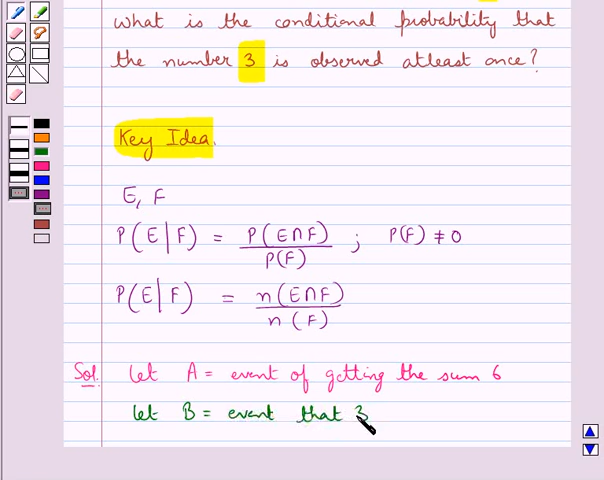 what is the conditional probability that
the number 3 is observed atleast once?
Key Idea.
E, F
P(E|F) = P(E∩F)/P(F) ; P(F) ≠ 0
P(E|F) = n(E∩F)/n(F)
Sol. Let A = event of getting the sum 6
Let B = event that 3